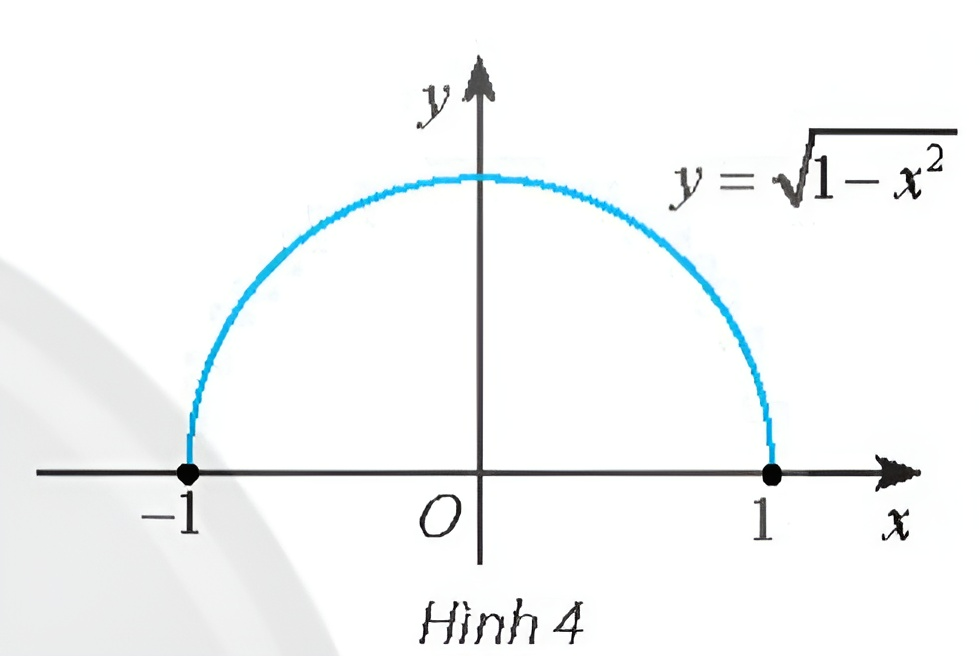 y
y = √(1 − x²)
−1
O
1
x
Hình 4